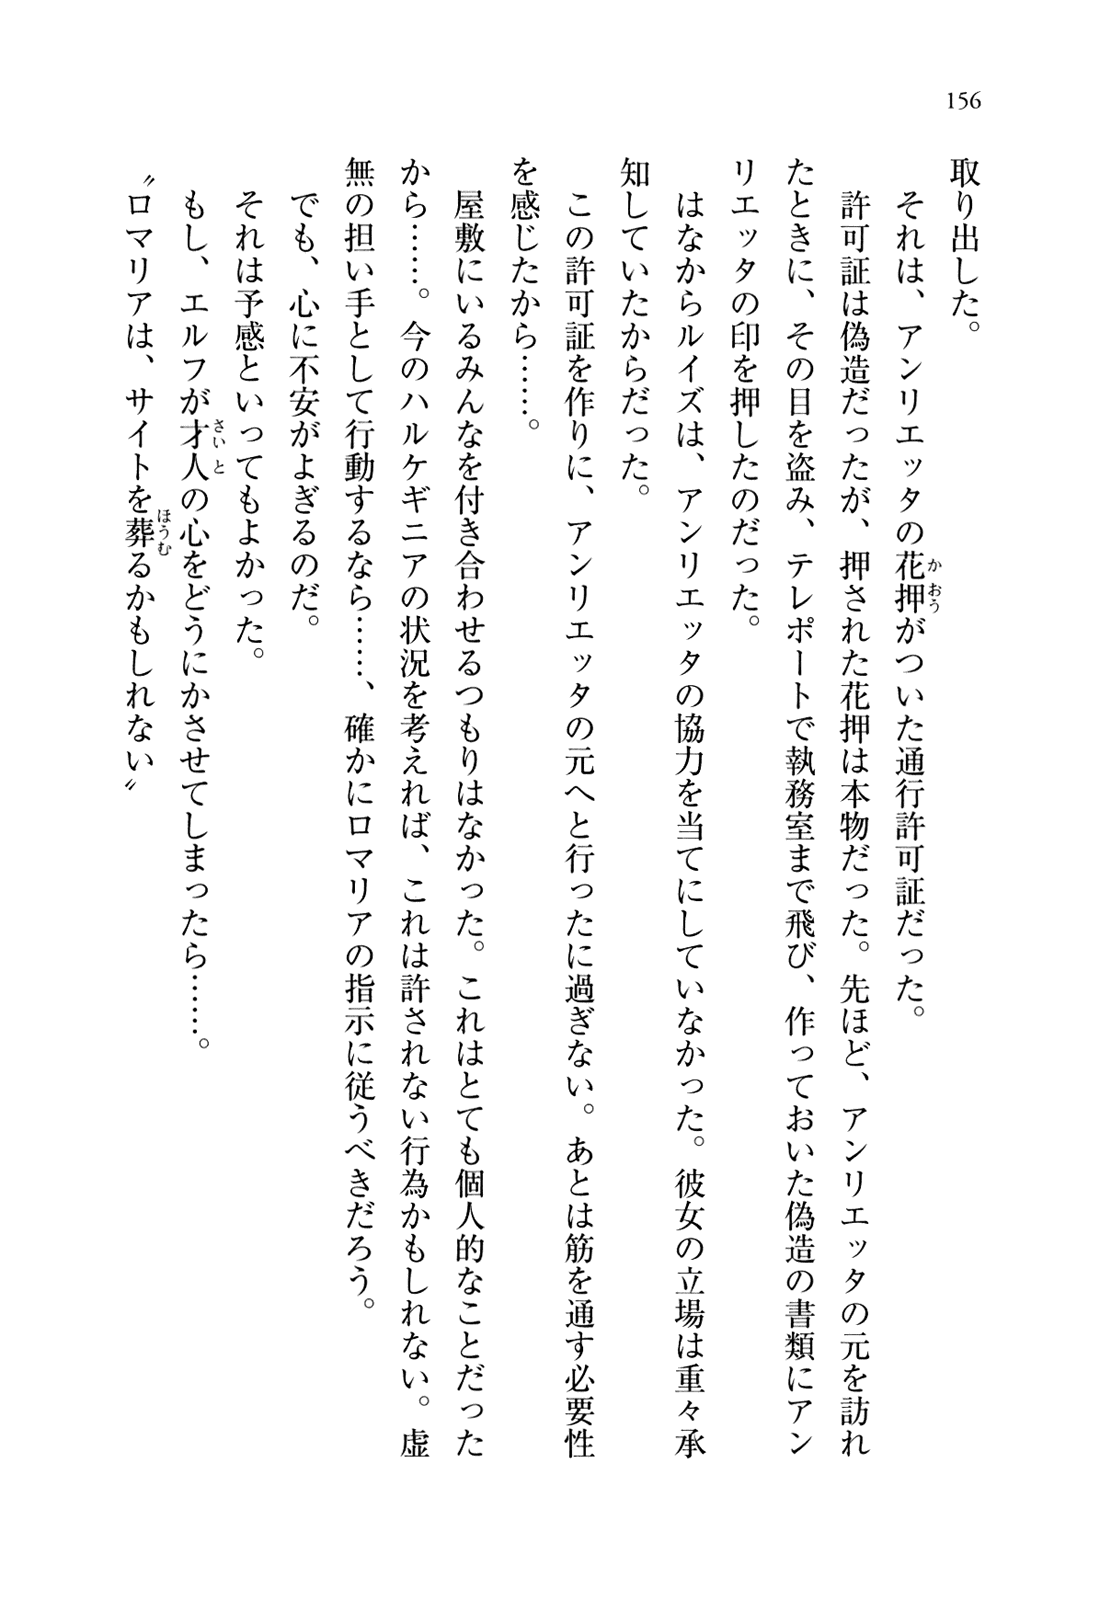 156
取り出した。
それは、アンリエッタの花押がついた通行許可証だった。
許可証は偽造だったが、押された花押は本物だった。先ほど、アンリエッタの元を訪れ
たときに、その目を盗み、テレポートで執務室まで飛び、作っておいた偽造の書類にアン
リエッタの印を押したのだった。
はなからルイズは、アンリエッタの協力を当てにしていなかった。彼女の立場は重々承
知していたからだった。
この許可証を作りに、アンリエッタの元へと行ったに過ぎない。あとは筋を通す必要性
を感じたから……。
屋敷にいるみんなを付き合わせるつもりはなかった。これはとても個人的なことだった
から……。今のハルケギニアの状況を考えれば、これは許されない行為かもしれない。虚
無の担い手として行動するなら……、確かにロマリアの指示に従うべきだろう。
でも、心に不安がよぎるのだ。
それは予感といってもよかった。
もし、エルフが才人の心をどうにかさせてしまったら……。
〝ロマリアは、サイトを葬るかもしれない〟